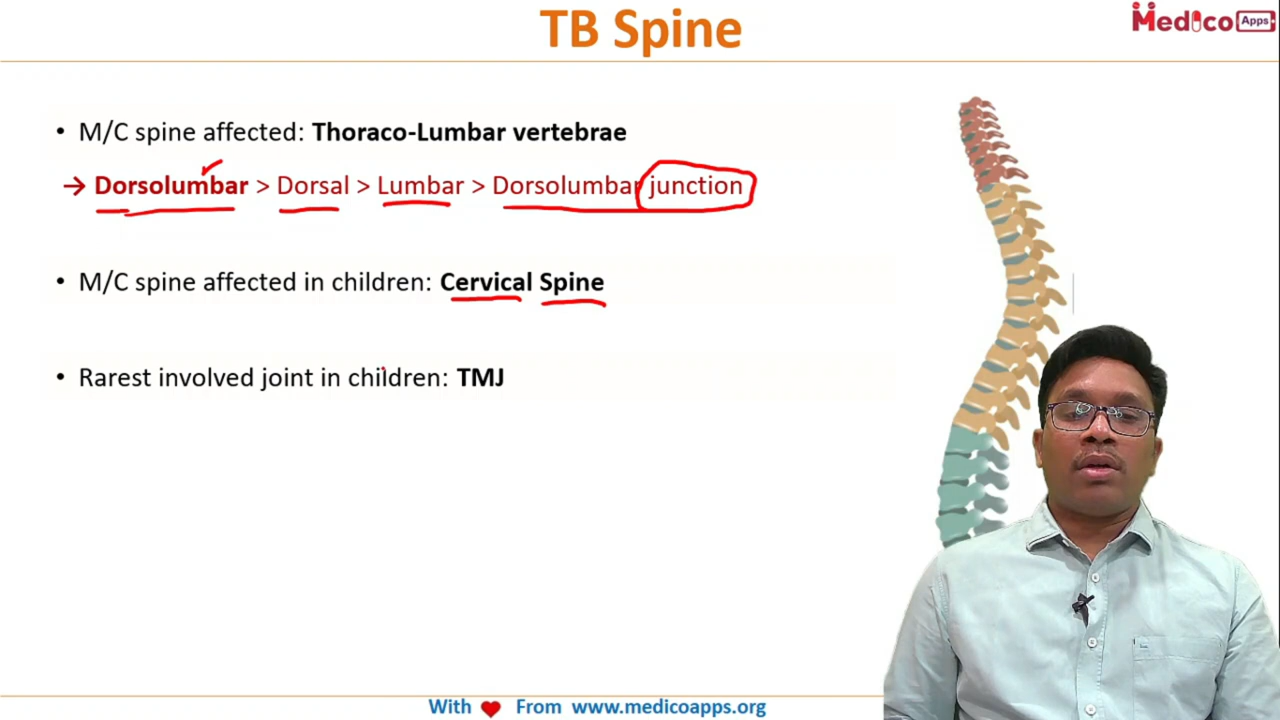 TB Spine
Medico Apps
• M/C spine affected: Thoraco-Lumbar vertebrae
→ Dorsolumbar > Dorsal > Lumbar > Dorsolumbar junction
• M/C spine affected in children: Cervical Spine
• Rarest involved joint in children: TMJ
With ❤ From www.medicoapps.org